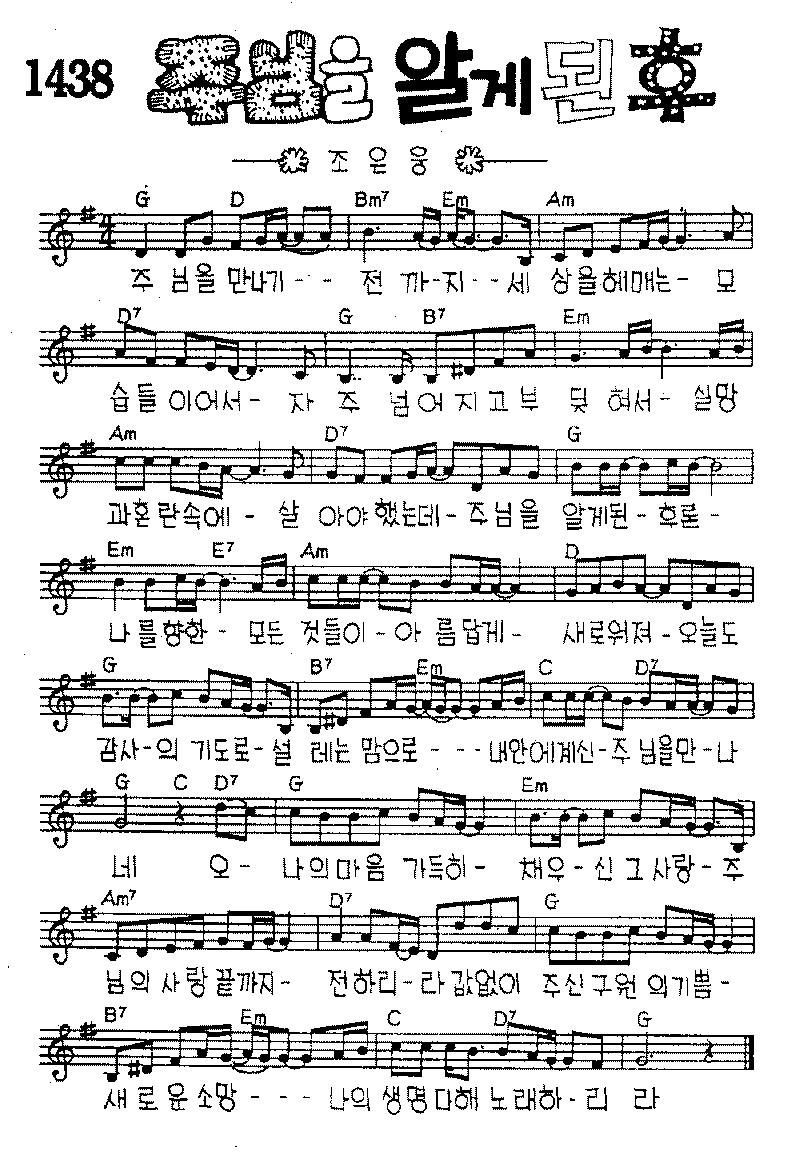 1438 주님을 알게 된 후
조 은 웅
G D Bm7 Em Am
주 님을 만나기 - - 전 까-지 - - 세 상을헤매는 - 모
D7 G B7 Em
습들 이어서 - 자 주 넘어 지고 부 딪 혀서 - 실망
Am D7 G
과혼 란속에 - 살 아야했는데 - 주님을 알게된 - 후론 -
Em E7 Am D
나를향한 - 모든 것들이 - 아 름답게 - 새로워져 - 오늘도
G B7 Em C D7
감사-의 기도로-설 레는 맘으로 - - - 내안에계신-주님을만-나
G C D7 G Em
네 오 - 나의마음 가득히 - 채우 - 신 그 사랑 - 주
Am7 D7 G
님의 사랑 끝까지 - 전하리 - 라 값없이 주신구원 의기쁨 -
B7 Em C D7 G
새 로 운 소망 - - - 나의 생명다해 노래하 - 리 라